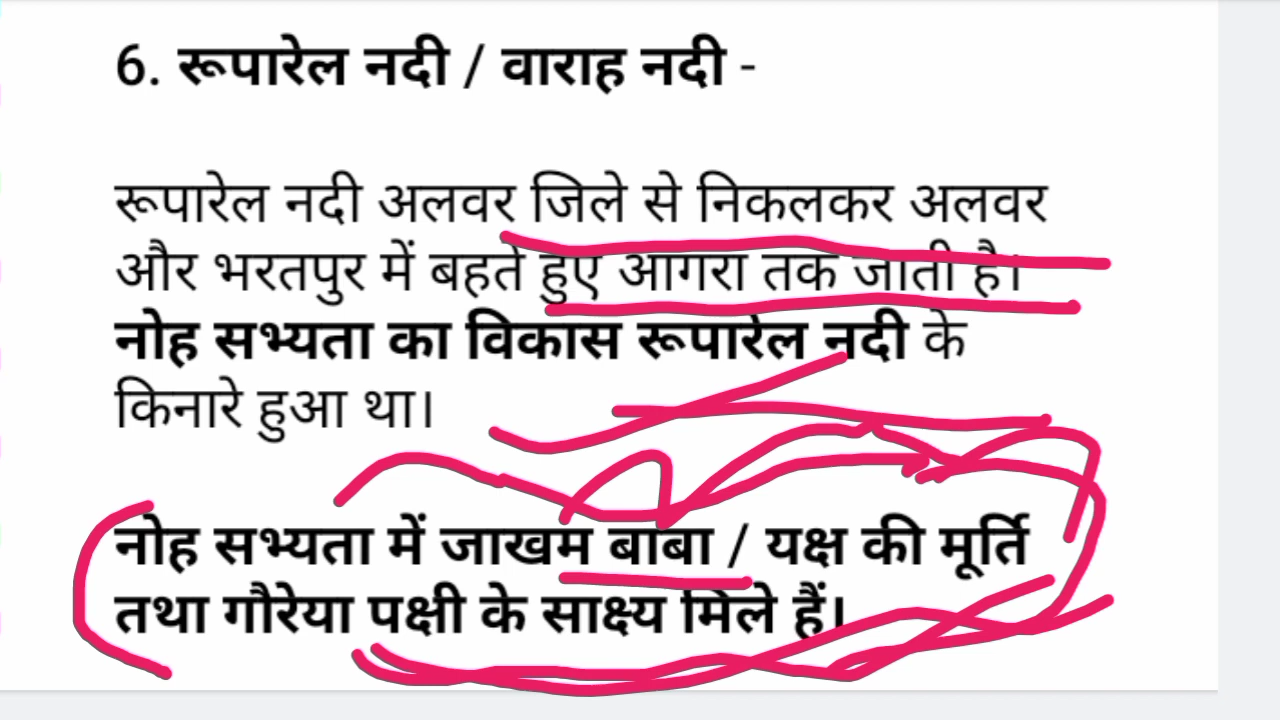 6. रूपारेल नदी / वाराह नदी -
रूपारेल नदी अलवर जिले से निकलकर अलवर
और भरतपुर में बहते हुए आगरा तक जाती है।
नोह सभ्यता का विकास रूपारेल नदी के
किनारे हुआ था।
नोह सभ्यता में जाखम बाबा / यक्ष की मूर्ति
तथा गौरेया पक्षी के साक्ष्य मिले हैं।